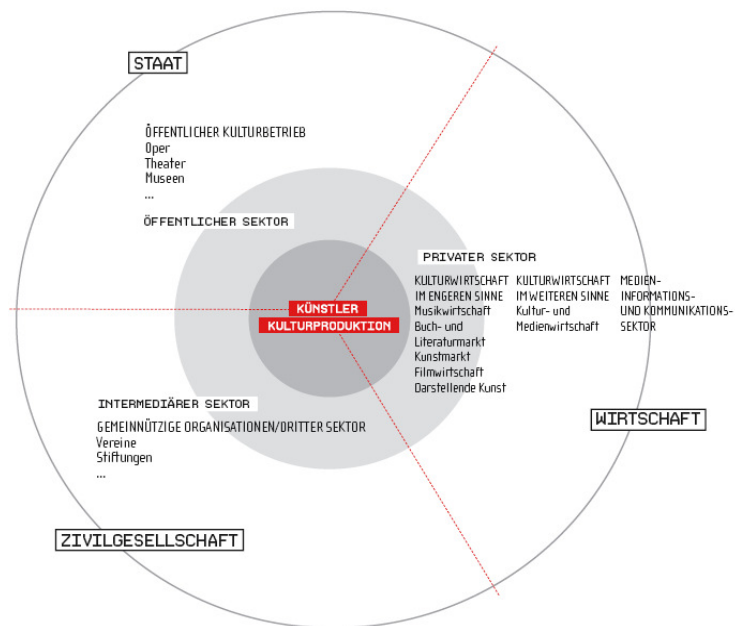 STAAT
ÖFFENTLICHER KULTURBETRIEB
Oper
Theater
Museen
...
ÖFFENTLICHER SEKTOR
PRIVATER SEKTOR
KULTURWIRTSCHAFT
IM ENGEREN SINNE
Musikwirtschaft
Buch- und
Literaturmarkt
Kunstmarkt
Filmwirtschaft
Darstellende Kunst
KULTURWIRTSCHAFT
IM WEITEREN SINNE
Kultur- und
Medienwirtschaft
MEDIEN-
INFORMATIONS-
UND KOMMUNIKATIONS-
SEKTOR
KÜNSTLER
KULTURPRODUKTION
INTERMEDIÄRER SEKTOR
GEMEINNÜTZIGE ORGANISATIONEN/DRITTER SEKTOR
Vereine
Stiftungen
...
WIRTSCHAFT
ZIVILGESELLSCHAFT